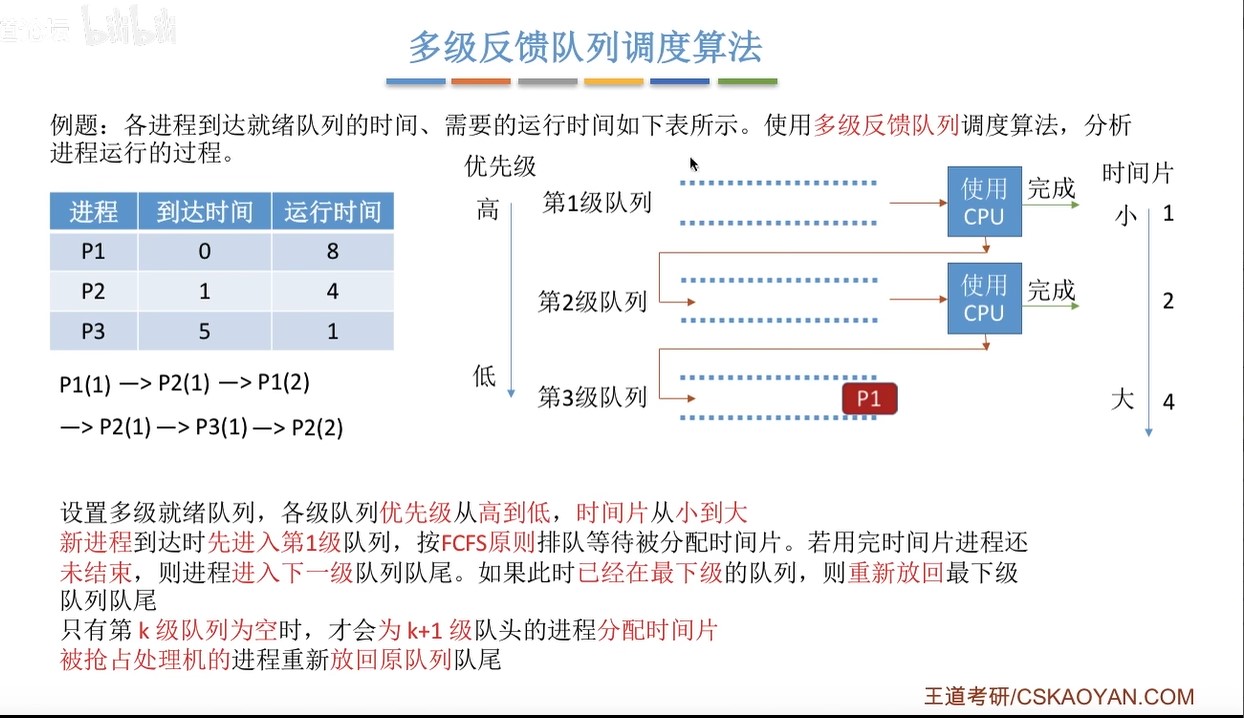 多级反馈队列调度算法
例题：各进程到达就绪队列的时间、需要的运行时间如下表所示。使用多级反馈队列调度算法，分析
进程运行的过程。
进程 到达时间 运行时间
P1 0 8
P2 1 4
P3 5 1
P1(1) —> P2(1) —> P1(2)
—> P2(1) —> P3(1) —> P2(2)
优先级
高
低
第1级队列
使用
CPU
完成
第2级队列
使用
CPU
完成
第3级队列
P1
时间片
小 1
2
大 4
设置多级就绪队列，各级队列优先级从高到低，时间片从小到大
新进程到达时先进入第1级队列，按FCFS原则排队等待被分配时间片。若用完时间片进程还
未结束，则进程进入下一级队列队尾。如果此时已经在最下级的队列，则重新放回最下级
队列队尾
只有第 k 级队列为空时，才会为 k+1 级队头的进程分配时间片
被抢占处理机的进程重新放回原队列队尾
王道考研/CSKAOYAN.COM
bilibili